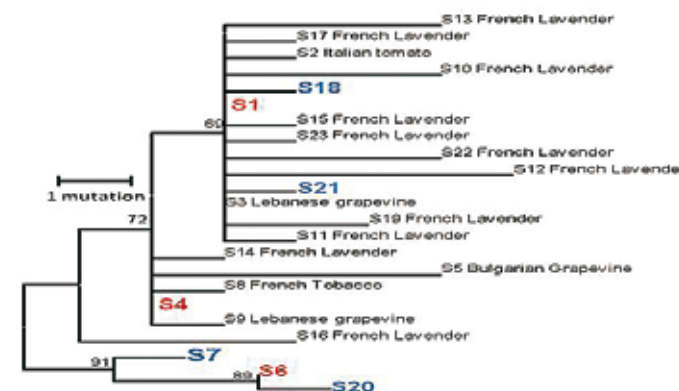 S13 French Lavender
S17 French Lavender
S2 Italian tomato
S10 French Lavender
S18
S1
69
S15 French Lavender
S23 French Lavender
S22 French Lavender
S12 French Lavende
S21
1 mutation
S3 Lebanese grapevine
72
S19 French Lavender
S11 French Lavender
S14 French Lavender
S5 Bulgarian Grapevine
S8 French Tobacco
S4
S9 Lebanese grapevine
S16 French Lavender
91
S7
89
S6
S20